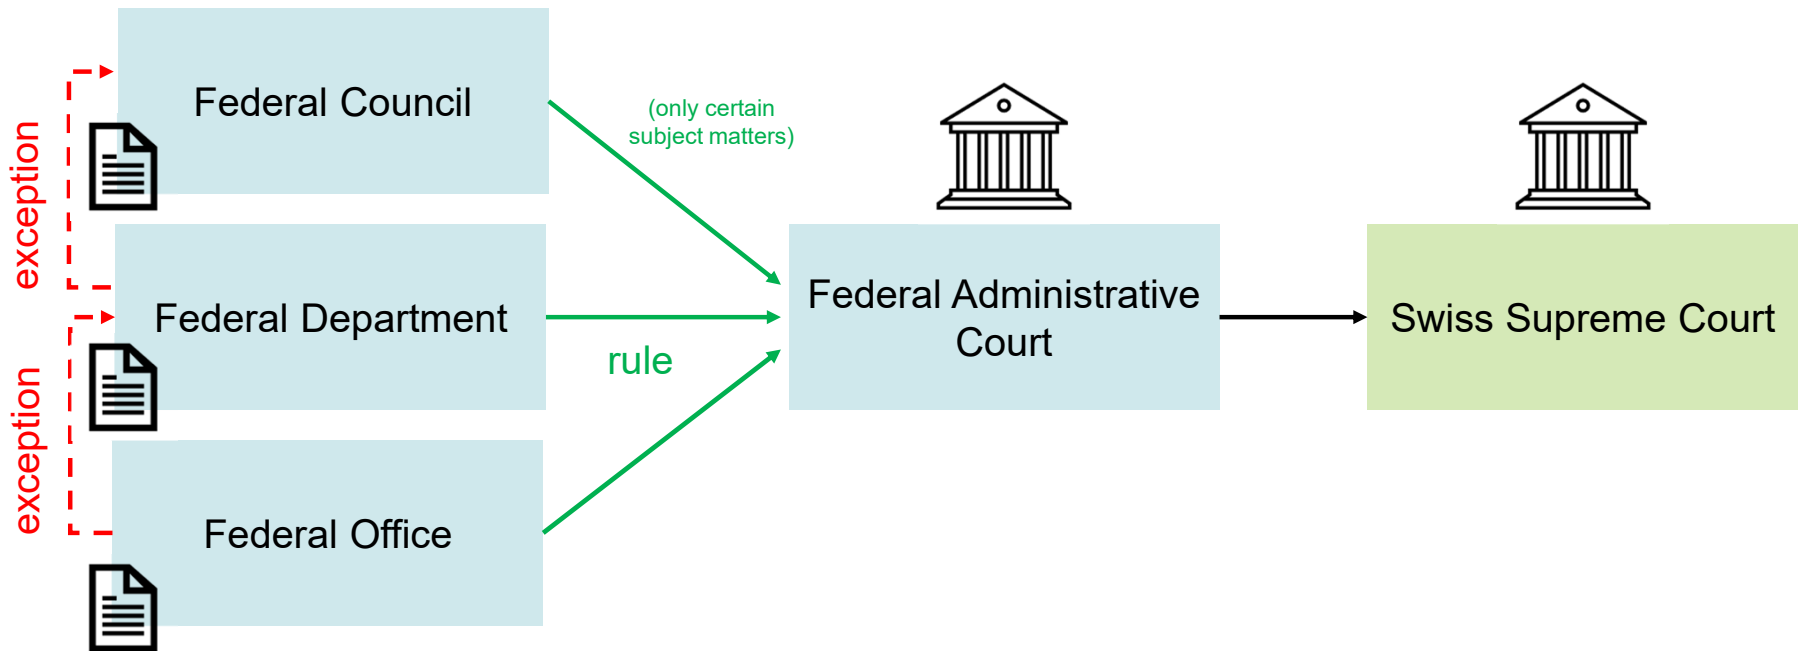 exception
Federal Council
(only certain
subject matters)
exception
Federal Department
rule
Federal Administrative
Court
Swiss Supreme Court
Federal Office